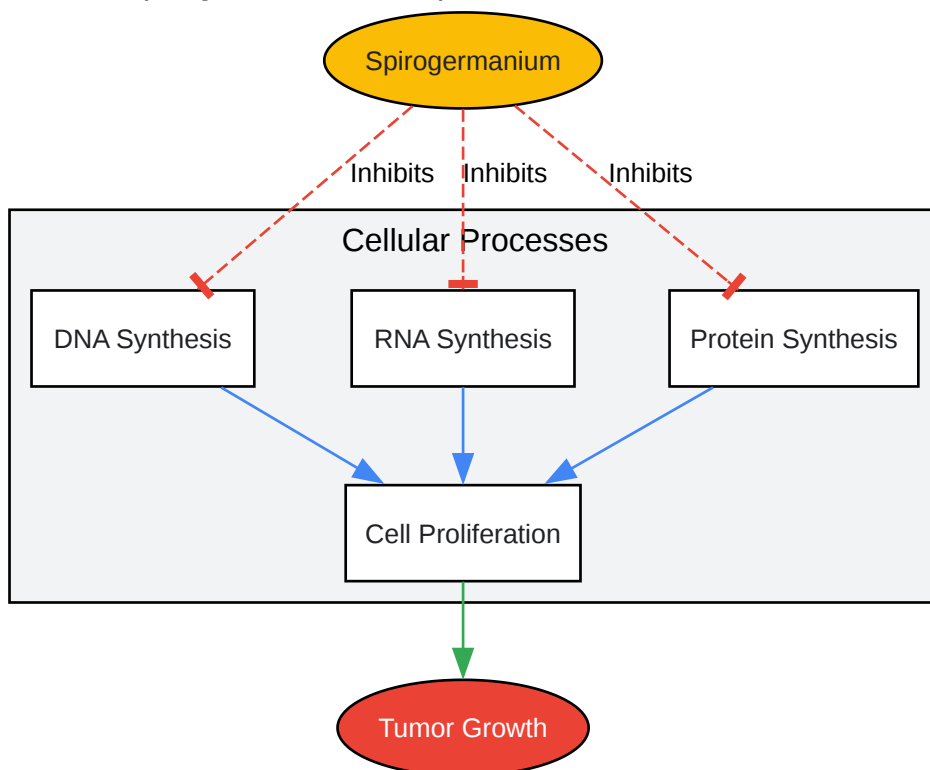 Spirogermanium
Inhibits Inhibits Inhibits
Cellular Processes
DNA Synthesis RNA Synthesis Protein Synthesis
Cell Proliferation
Tumor Growth